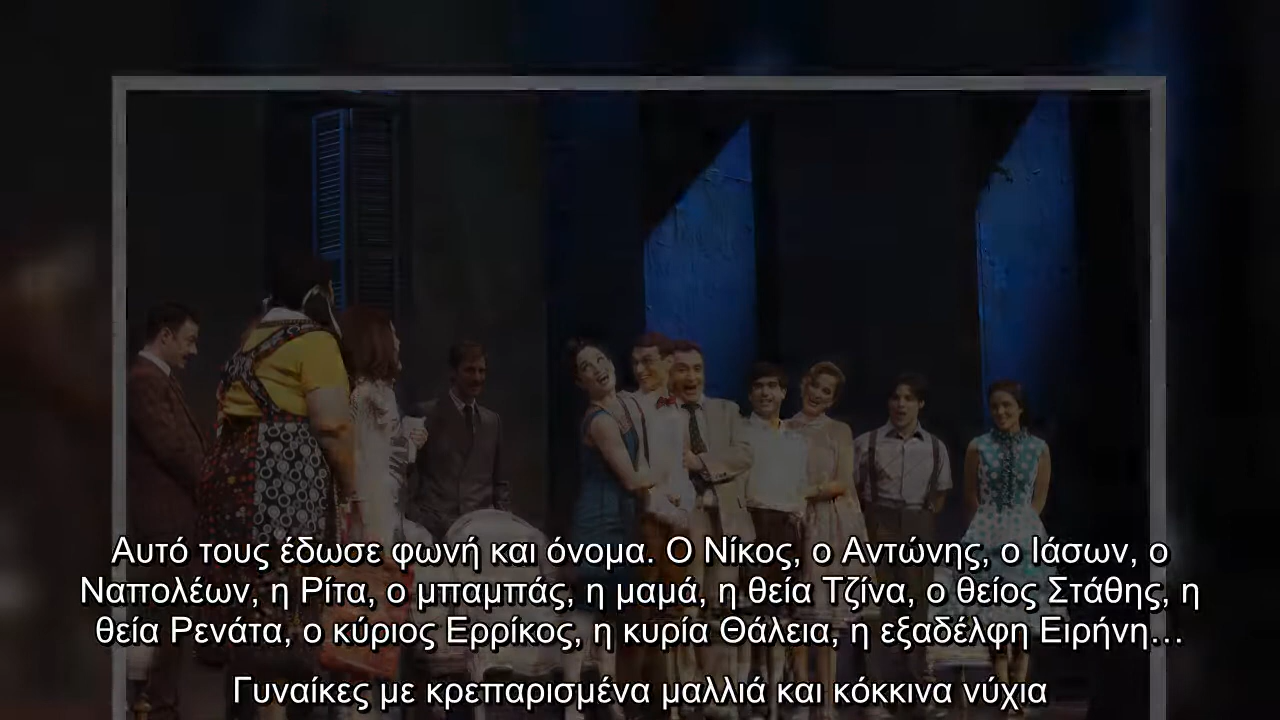 Αυτό τους έδωσε φωνή και όνομα. Ο Νίκος, ο Αντώνης, ο Ιάσων, ο
Ναπολέων, η Ρίτα, ο μπαμπάς, η μαμά, η θεία Τζίνα, ο θείος Στάθης, η
θεία Ρενάτα, ο κύριος Ερρίκος, η κυρία Θάλεια, η εξαδέλφη Ειρήνη…
Γυναίκες με κρεπαρισμένα μαλλιά και κόκκινα νύχια